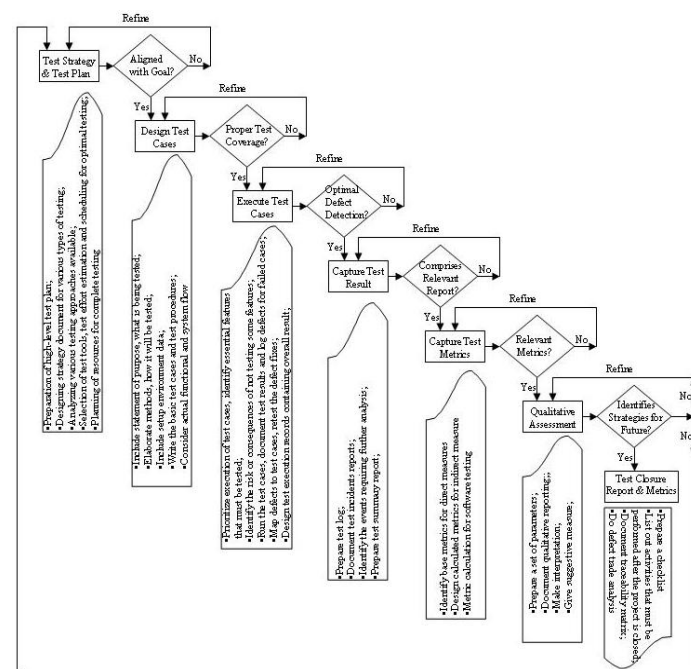 Refine
Test Strategy
& Test Plan
Aligned
with Goal?
No
Yes
Refine
Design Test
Cases
Proper Test
Coverage?
No
Yes
Refine
Execute Test
Cases
Optimal
Defect
Detection?
No
Yes
Refine
Capture Test
Result
Comprises
Relevant
Report?
No
Yes
Refine
Capture Test
Metrics
Relevant
Metrics?
No
Yes
Refine
Qualitative
Assessment
Identifies
Strategies for
Future?
No
No
Yes
Test Closure
Report & Metrics
•Preparation of high-level test plan;
•Designing strategy document for various types of testing;
•Analyzing various testing approaches available;
•Selection of test tools, test effort estimation and scheduling for optimal testing;
•Planning of resources for complete testing
•Include statement of purpose, what is being tested;
•Elaborate methods, how it will be tested;
•Include setup environment data;
•Write the basic test cases and test procedures;
•Consider actual functional and system flow
•Prioritize execution of test cases, identify essential features
that must be tested;
•Identify the risk or consequences of not testing some features;
•Run the test cases, document test results and log defects for failed cases;
•Map defects to test cases, retest the defect fixes;
•Design test execution records containing overall result;
•Prepare test log;
•Document test incidents reports;
•Identify the events requiring further analysis;
•Prepare test summary report;
•Identify base metrics for direct measures
•Design calculated metrics for indirect measure
•Metric calculation for software testing
•Prepare a set of parameters;
•Document qualitative reporting;;
•Make interpretation;
•Give suggestive measure;
•Prepare a checklist
•List out activities that must be
performed after the project is closed;
•Document traceability matrix;
•Do defect trade analysis